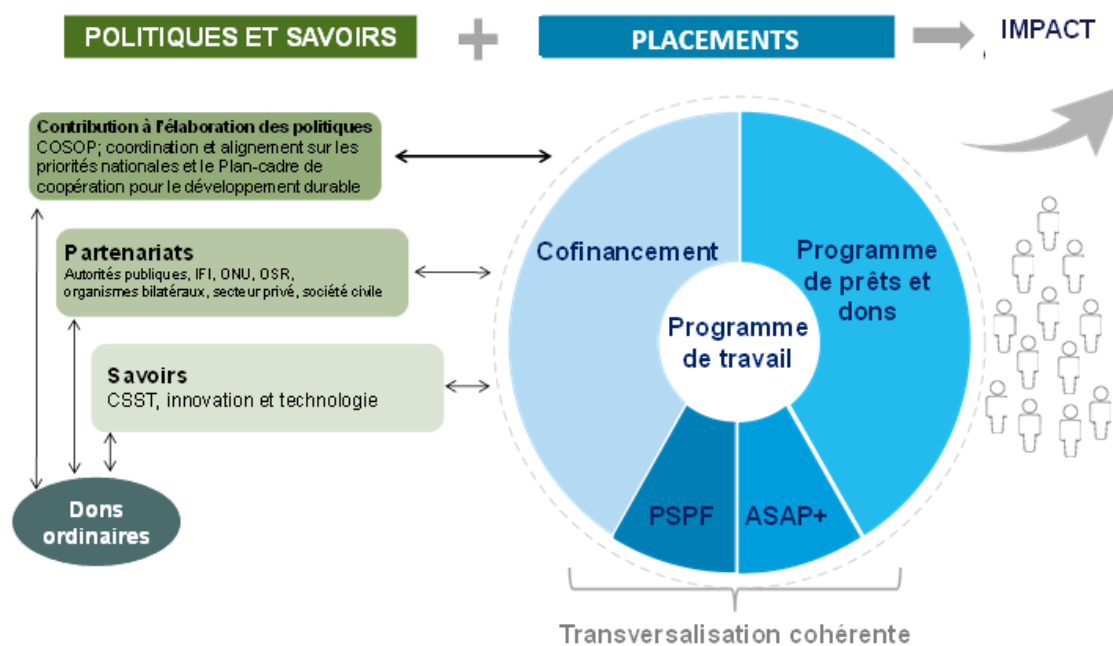 POLITIQUES ET SAVOIRS
+
PLACEMENTS
IMPACT
Contribution à l'élaboration des politiques
COSOP; coordination et alignement sur les
priorités nationales et le Plan-cadre de
coopération pour le développement durable
Partenariats
Autorités publiques, IFI, ONU, OSR,
organismes bilatéraux, secteur privé, société civile
Savoirs
CSST, innovation et technologie
Dons
ordinaires
Cofinancement
Programme
de prêts et
dons
Programme
de travail
PSPF
ASAP+
Transversalisation cohérente